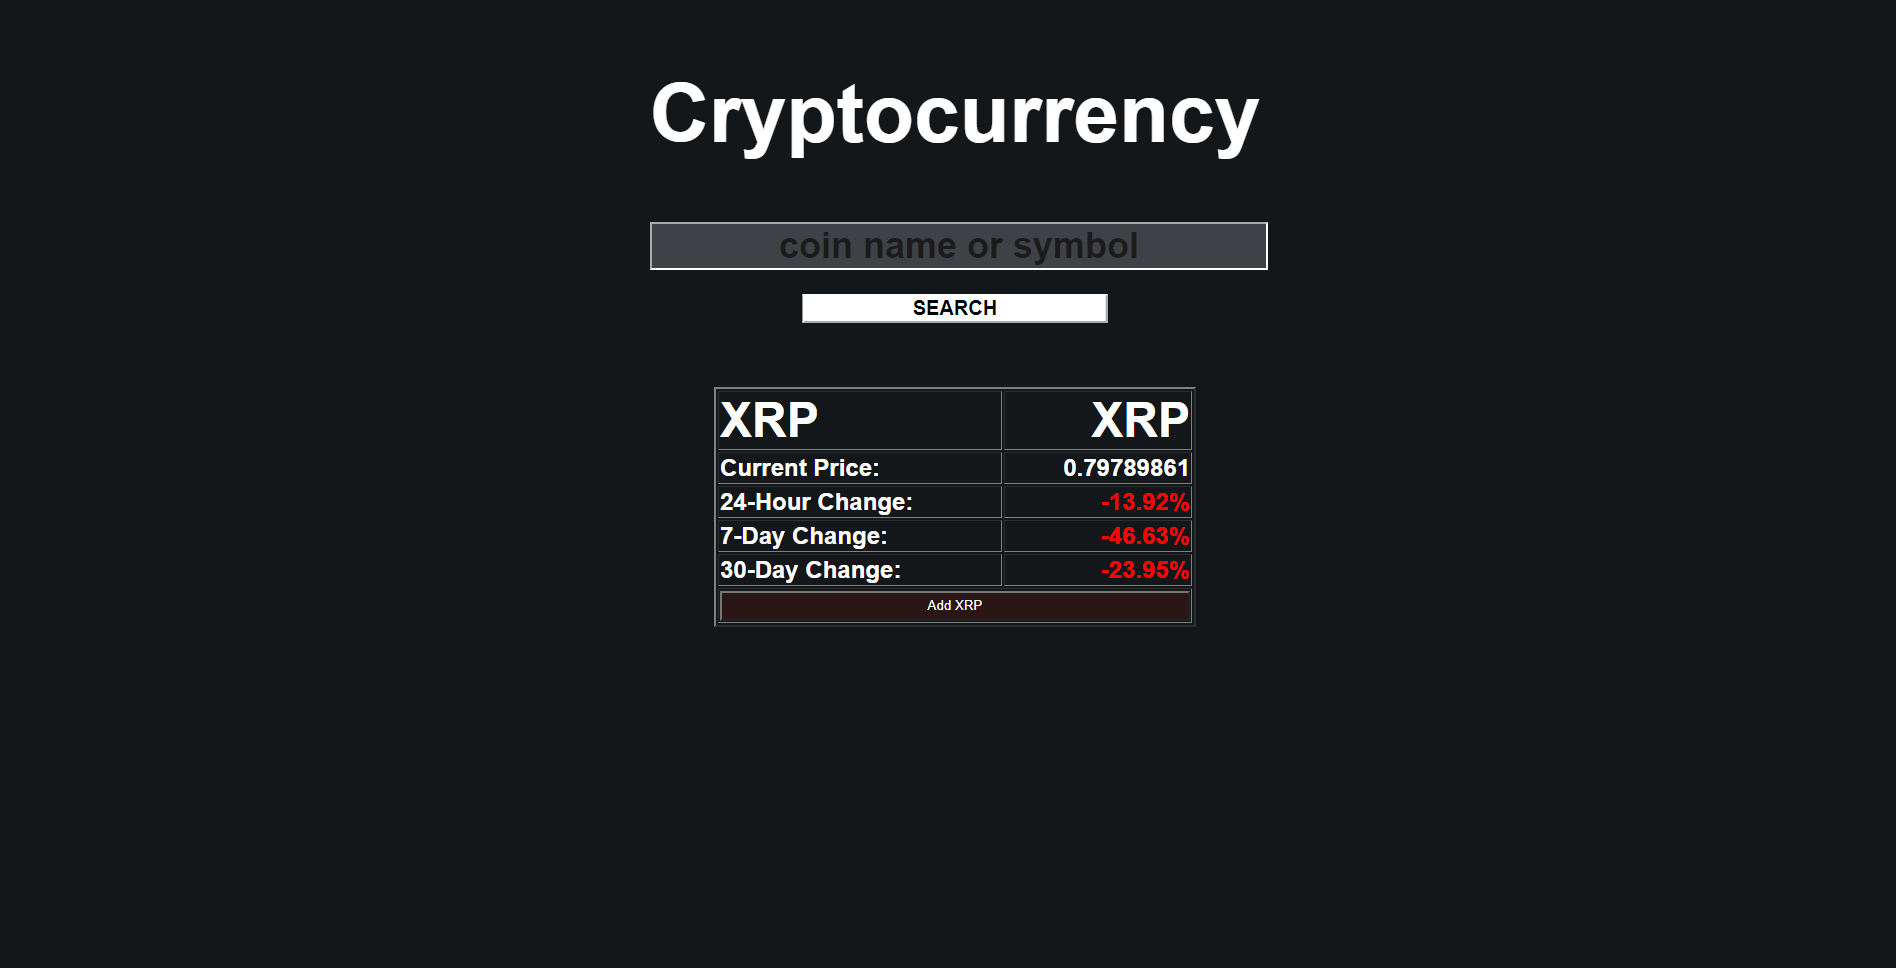 Cryptocurrency
coin name or symbol
SEARCH
XRP XRP
Current Price: 0.79789861
24-Hour Change: -13.92%
7-Day Change: -46.63%
30-Day Change: -23.95%
Add XRP